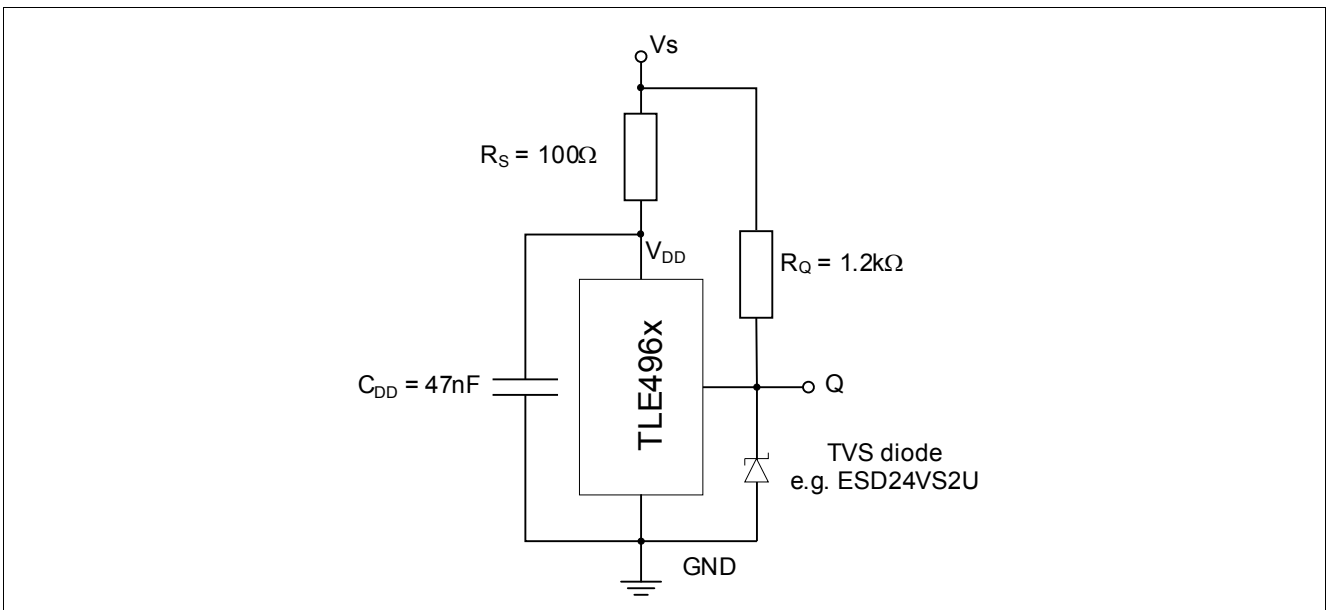 Vs
R_S = 100Ω
V_DD
R_Q = 1.2kΩ
TLE496x
C_DD = 47nF
Q
TVS diode
e.g. ESD24VS2U
GND